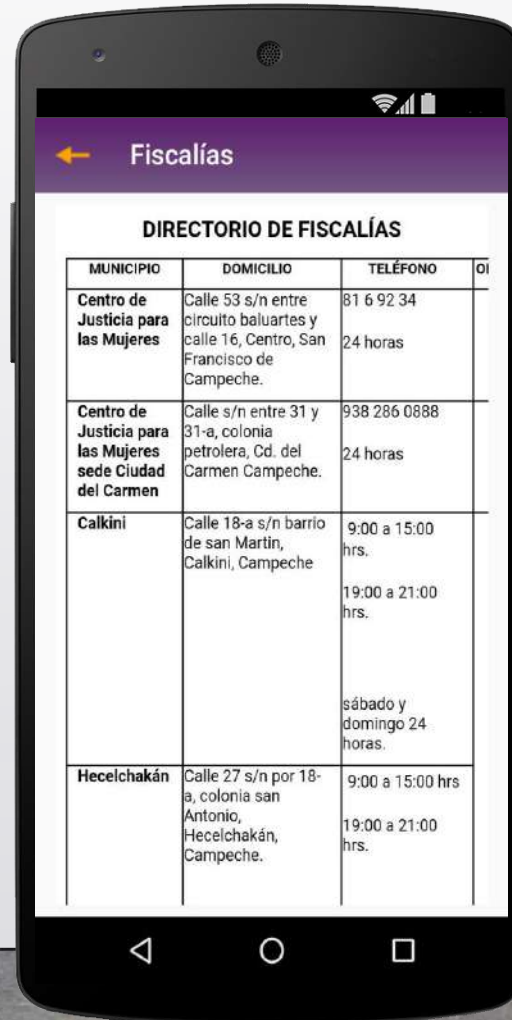 Fiscalías
DIRECTORIO DE FISCALÍAS
MUNICIPIO DOMICILIO TELÉFONO
Centro de Justicia para las Mujeres
Calle 53 s/n entre
circuito baluartes y
calle 16, Centro, San
Francisco de
Campeche.
81 6 92 34
24 horas
Centro de
Justicia para
las Mujeres
sede Ciudad
del Carmen
Calle s/n entre 31 y
31-a, colonia
petrolera, Cd. del
Carmen Campeche.
938 286 0888
24 horas
Calkini
Calle 18-a s/n barrio
de san Martin,
Calkini, Campeche
9:00 a 15:00
hrs.
19:00 a 21:00
hrs.
sábado y
domingo 24
horas.
Hecelchakán
Calle 27 s/n por 18-
a, colonia san
Antonio,
Hecelchakán,
Campeche.
9:00 a 15:00 hrs
19:00 a 21:00
hrs.